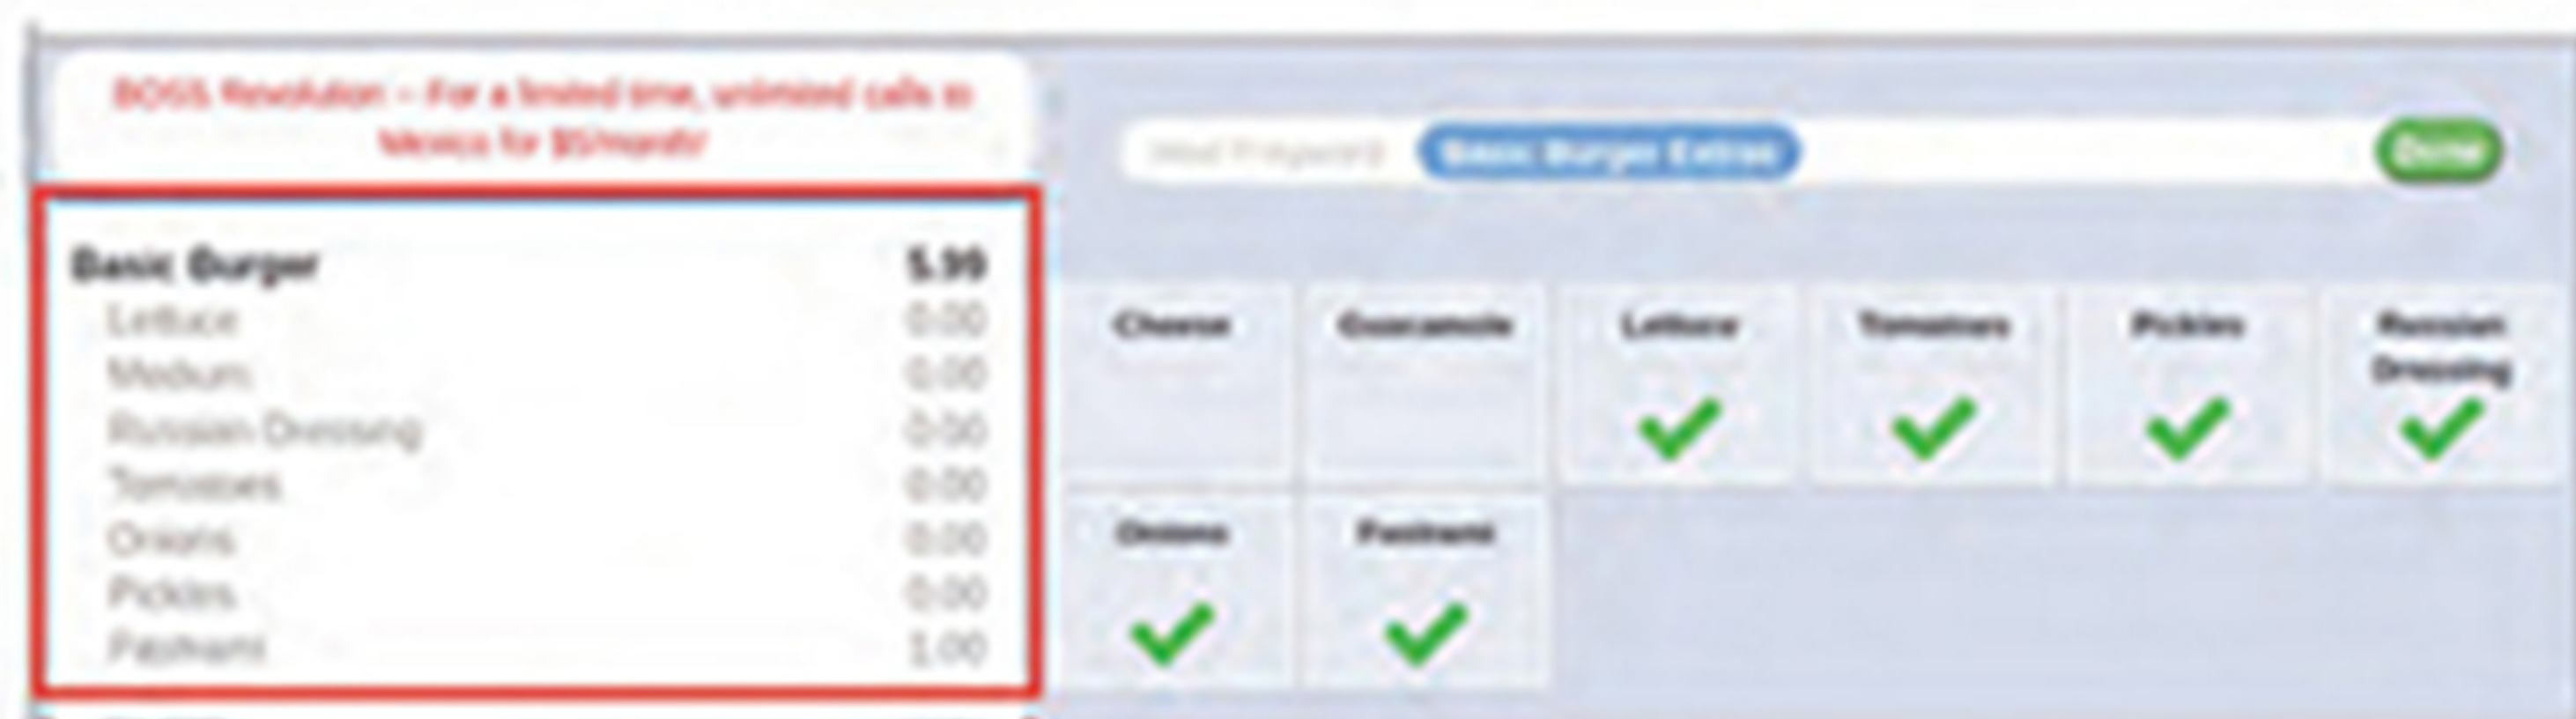 BOSS Revolution – For a limited time, unlimited calls to
Mexico for $5/month!
Basic Burger Extras
Done
Basic Burger 5.99
Lettuce 0.00
Medium 0.00
Russian Dressing 0.00
Tomatoes 0.00
Onions 0.00
Pickles 0.00
Pastrami 1.00
Cheese Guacamole Lettuce Tomatoes Pickles Russian
Dressing
Onions Pastrami